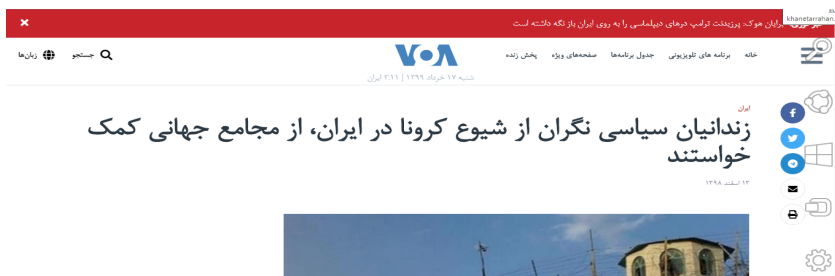 khanetarrahan.
برایان هوک: پرزیدنت ترامپ درهای دیپلماسی را به روی ایران باز نگه داشته است
خانه برنامه های تلویزیونی جدول برنامه‌ها صفحه‌های ویژه پخش زنده VOA جستجو زبان‌ها
شنبه ۱۷ خرداد ۱۳۹۹ | ۲:۱۱ ایران
ایران
زندانیان سیاسی نگران از شیوع کرونا در ایران، از مجامع جهانی کمک
خواستند
۱۳ اسفند ۱۳۹۸